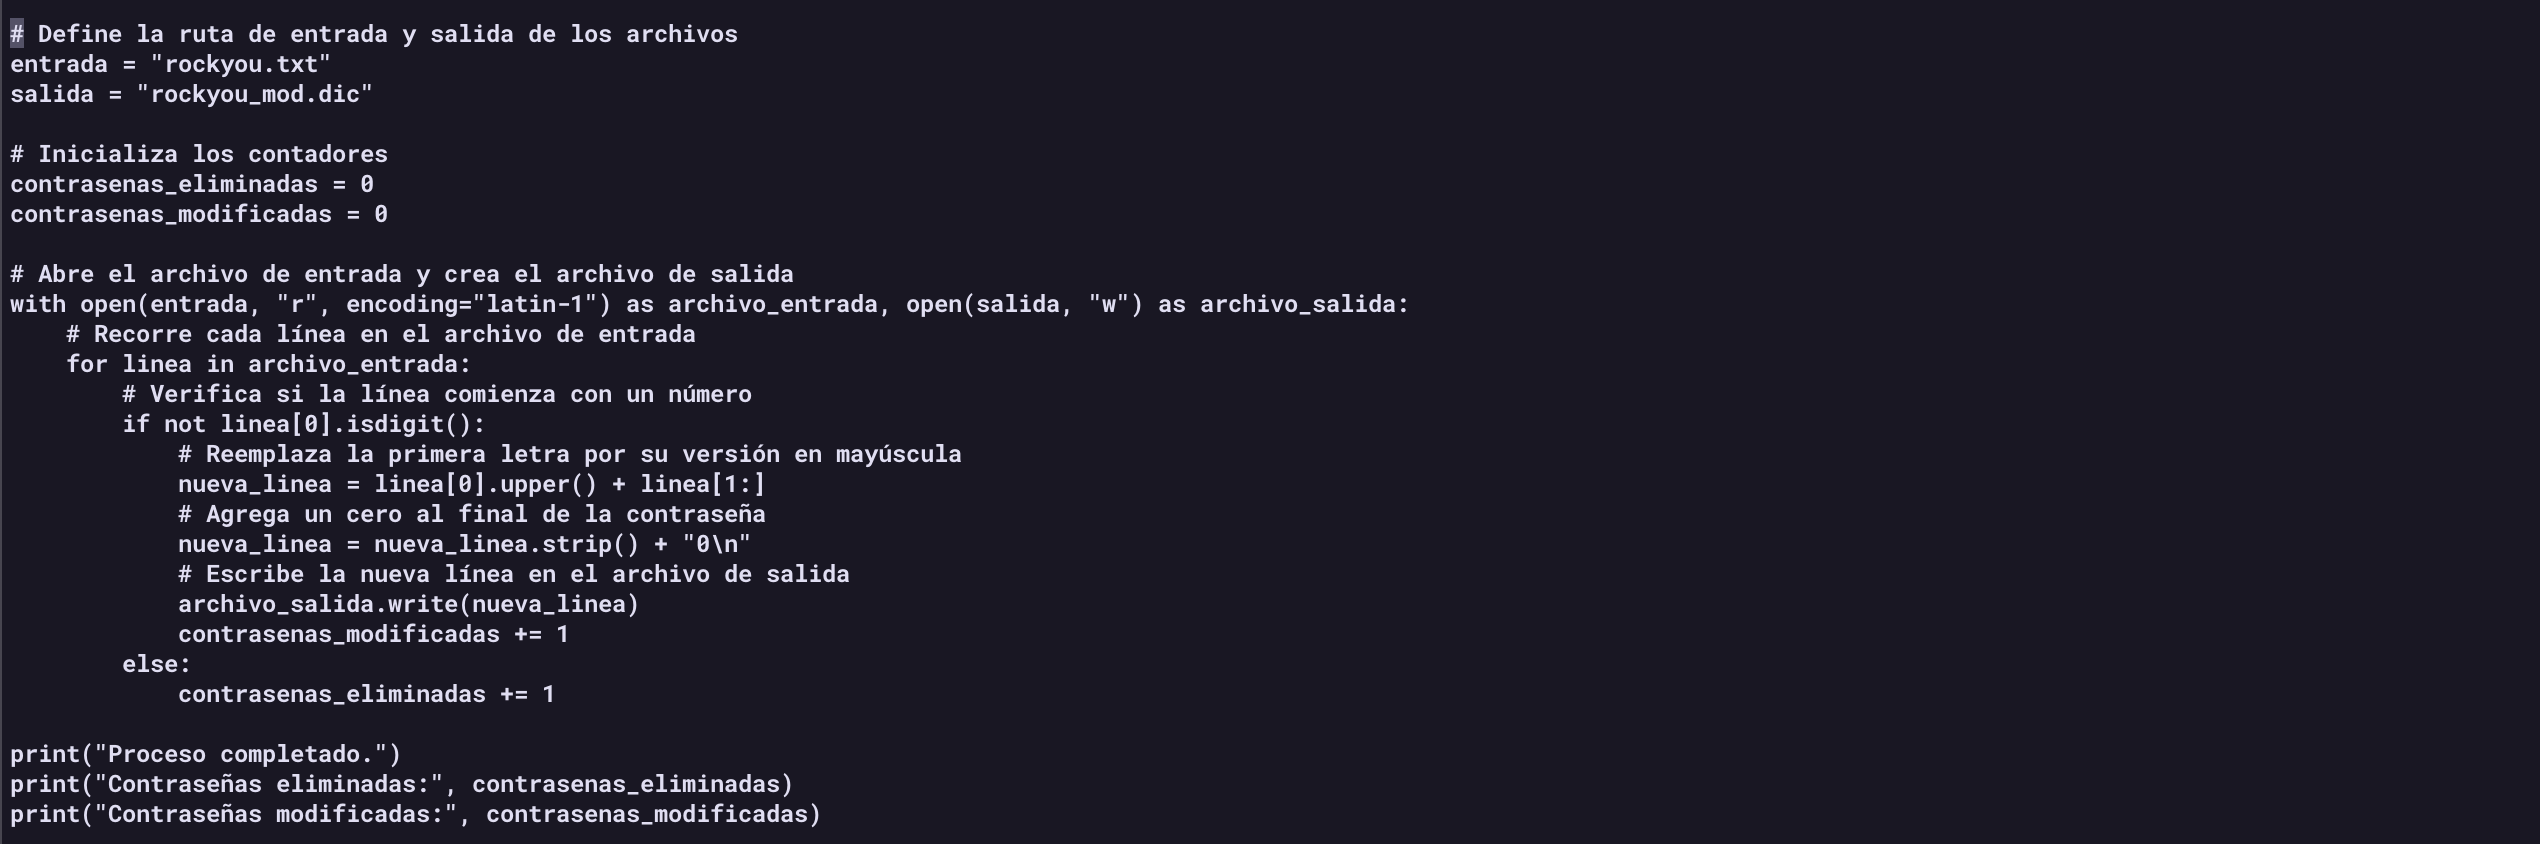 # Define la ruta de entrada y salida de los archivos
entrada = "rockyou.txt"
salida = "rockyou_mod.dic"

# Inicializa los contadores
contrasenas_eliminadas = 0
contrasenas_modificadas = 0

# Abre el archivo de entrada y crea el archivo de salida
with open(entrada, "r", encoding="latin-1") as archivo_entrada, open(salida, "w") as archivo_salida:
    # Recorre cada línea en el archivo de entrada
    for linea in archivo_entrada:
        # Verifica si la línea comienza con un número
        if not linea[0].isdigit():
            # Reemplaza la primera letra por su versión en mayúscula
            nueva_linea = linea[0].upper() + linea[1:]
            # Agrega un cero al final de la contraseña
            nueva_linea = nueva_linea.strip() + "0\n"
            # Escribe la nueva línea en el archivo de salida
            archivo_salida.write(nueva_linea)
            contrasenas_modificadas += 1
        else:
            contrasenas_eliminadas += 1

print("Proceso completado.")
print("Contraseñas eliminadas:", contrasenas_eliminadas)
print("Contraseñas modificadas:", contrasenas_modificadas)